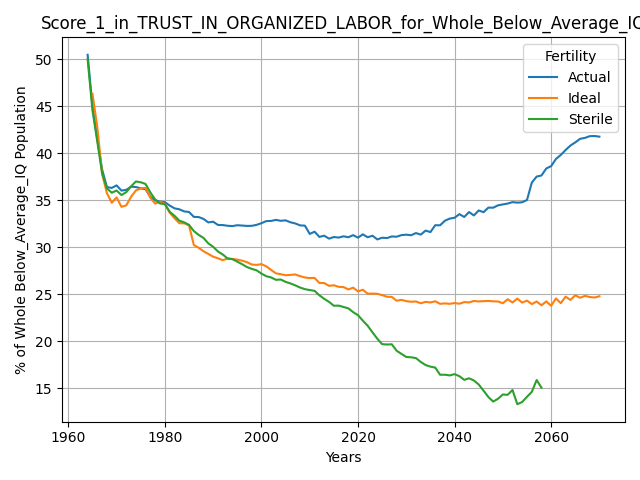 Score_1_in_TRUST_IN_ORGANIZED_LABOR_for_Whole_Below_Average_IQ
Fertility
Actual
Ideal
Sterile
% of Whole Below_Average_IQ Population
50
45
40
35
30
25
20
15
1960 1980 2000 2020 2040 2060
Years